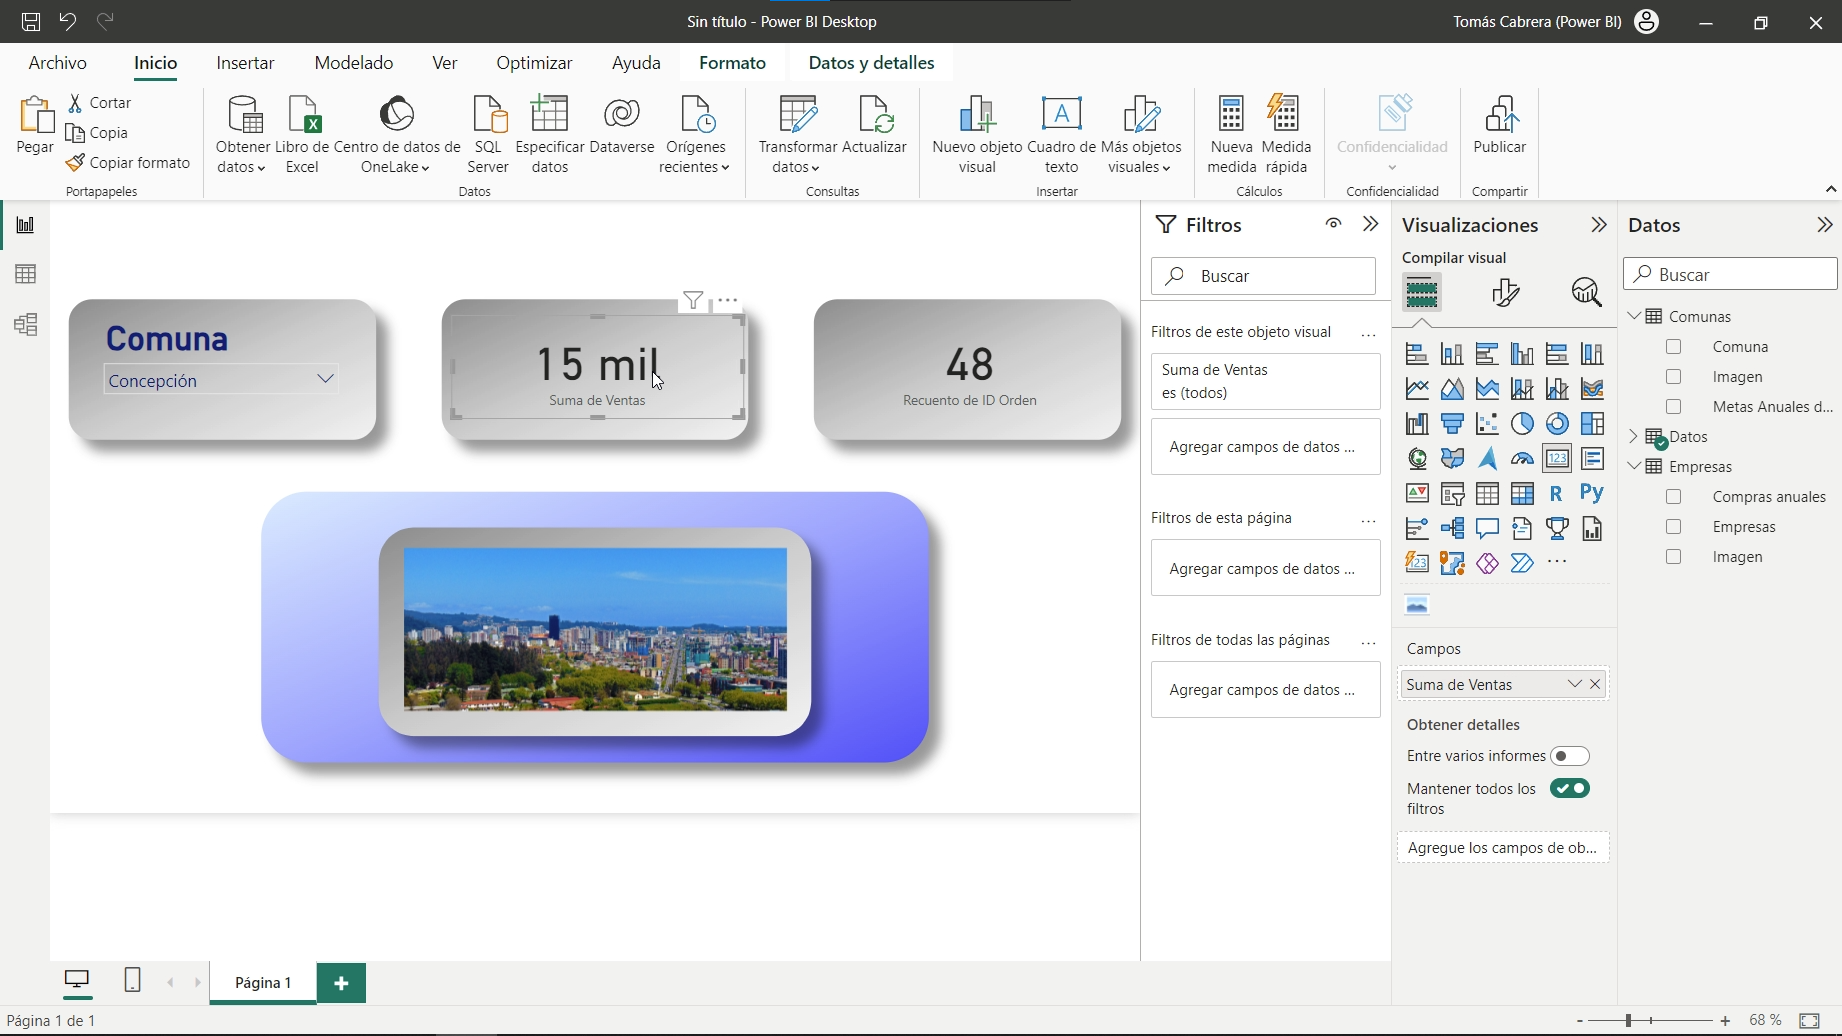 Sin título - Power BI Desktop
Tomás Cabrera (Power BI)
Archivo
Inicio
Insertar
Modelado
Ver
Optimizar
Ayuda
Formato
Datos y detalles
Pegar
Cortar
Copia
Copiar formato
Portapapeles
Obtener
datos
Libro de
Excel
Centro de datos de
OneLake
SQL
Server
Especificar
datos
Dataverse
Orígenes
recientes
Datos
Transformar
datos
Actualizar
Consultas
Nuevo objeto
visual
Cuadro de
texto
Más objetos
visuales
Insertar
Nueva
medida
Medida
rápida
Cálculos
Confidencialidad
Confidencialidad
Publicar
Compartir
Comuna
Concepción
15 mil
Suma de Ventas
48
Recuento de ID Orden
Filtros
Buscar
Filtros de este objeto visual
...
Suma de Ventas
es (todos)
Agregar campos de datos ...
Filtros de esta página
...
Agregar campos de datos ...
Filtros de todas las páginas
...
Agregar campos de datos ...
Visualizaciones
Compilar visual
123
R
Py
123
...
Campos
Suma de Ventas
Obtener detalles
Entre varios informes
Mantener todos los
filtros
Agregue los campos de ob...
Datos
Buscar
Comunas
Comuna
Imagen
Metas Anuales d...
Datos
Empresas
Compras anuales
Empresas
Imagen
Página 1
+
Página 1 de 1
- + 68 %